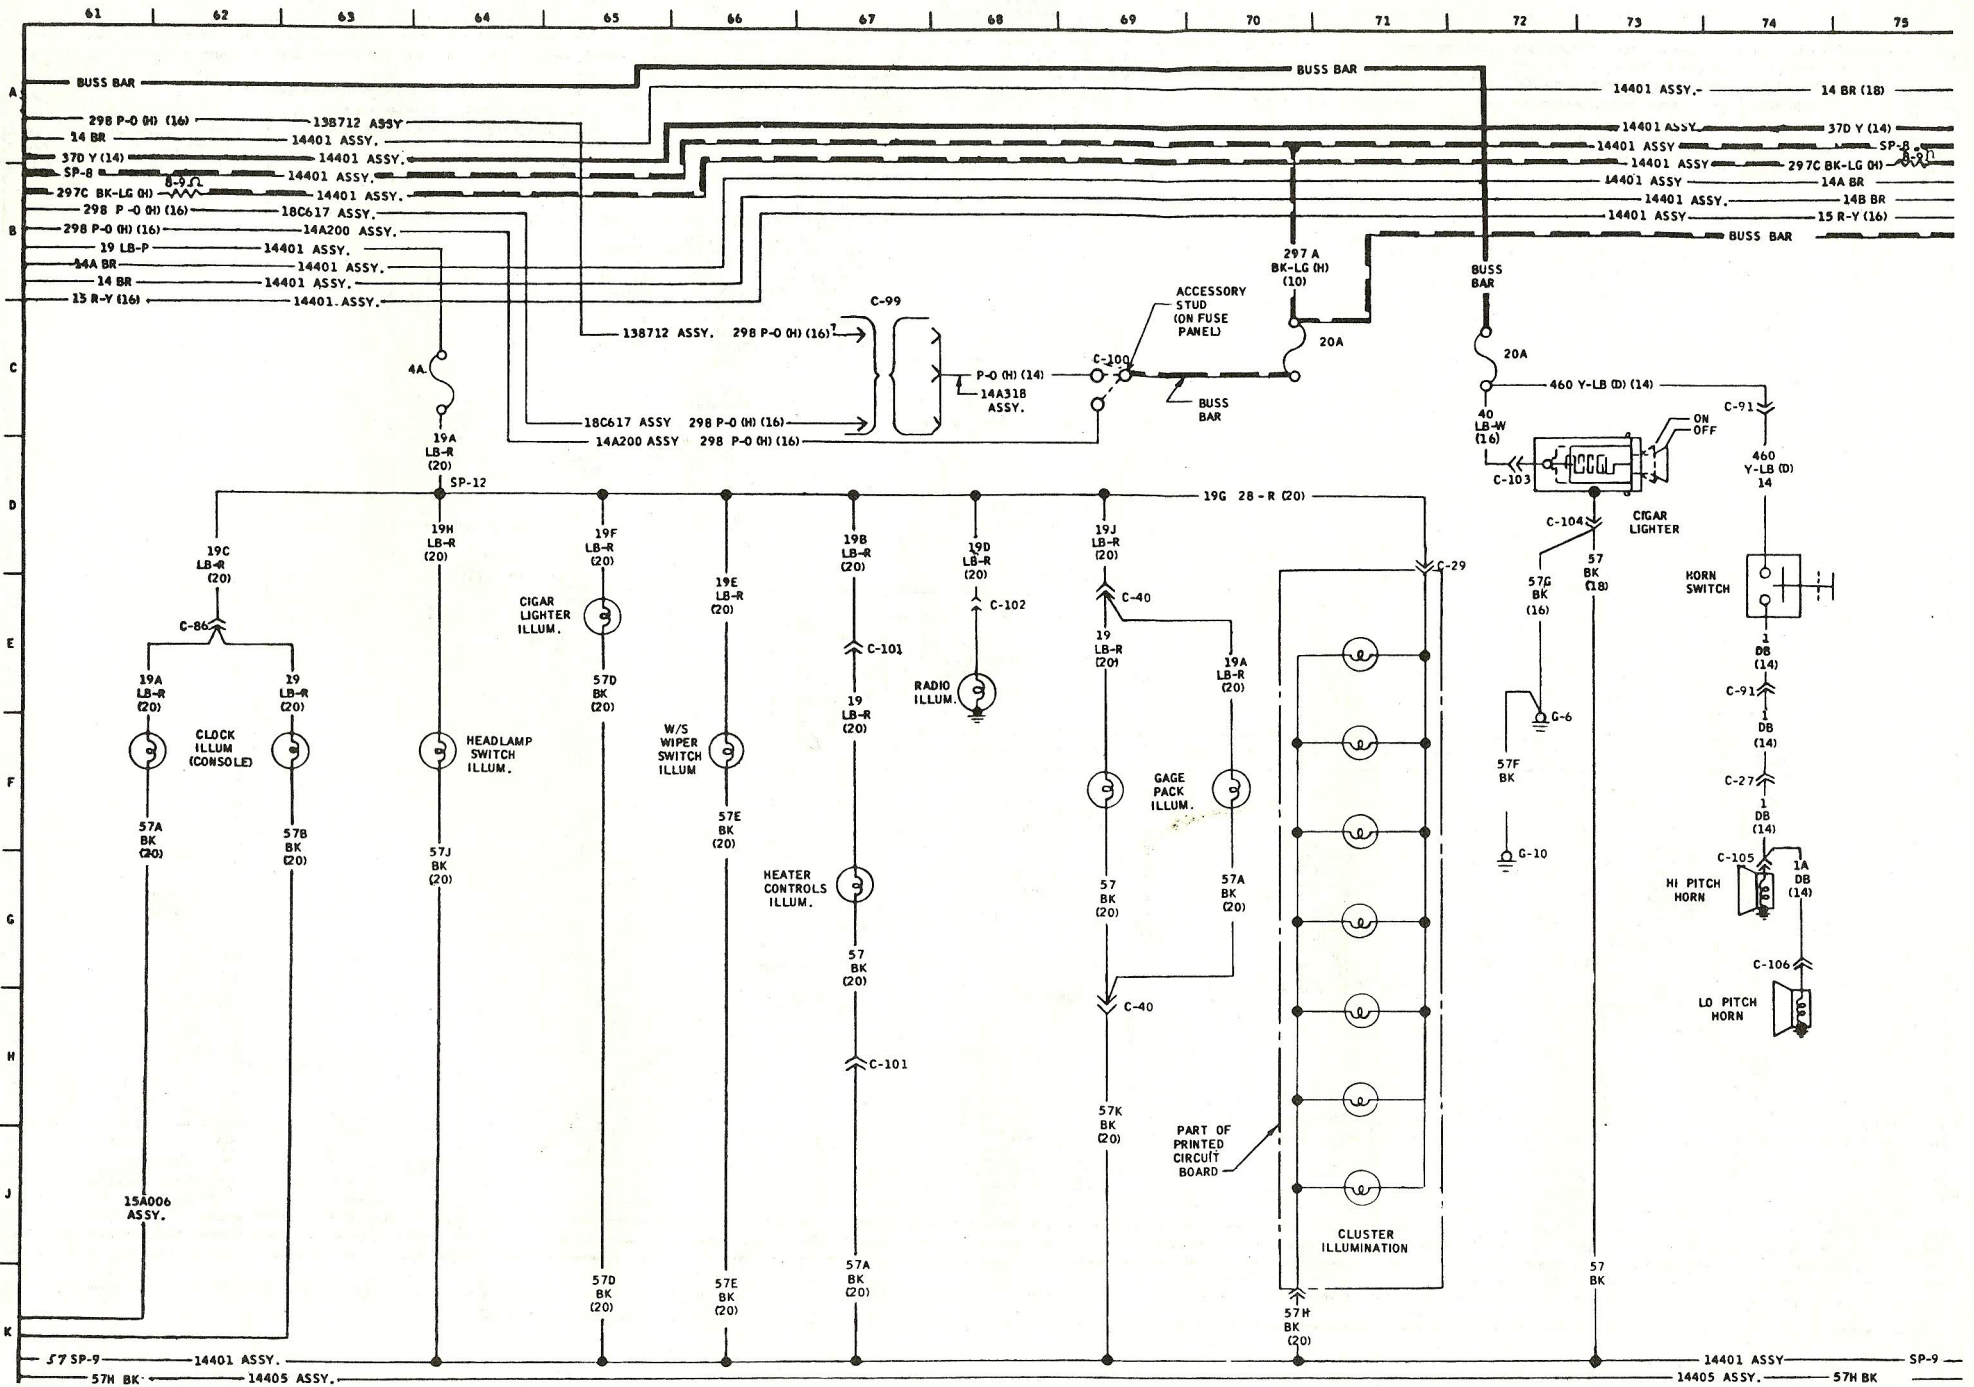 61 62 63 64 65 66 67 68 69 70 71 72 73 74 75
A
B
C
D
E
F
G
H
J
K
BUSS BAR
BUSS BAR
14401 ASSY.
14 BR (18)
298 P-O (H) (16)
13B712 ASSY
14 BR
14401 ASSY.
14401 ASSY.
37D Y (14)
37D Y (14)
14401 ASSY.
14401 ASSY
SP-8
SP-8
14401 ASSY.
8-9Ω
14401 ASSY
297C BK-LG (H)
8-9Ω
297C BK-LG (H)
14401 ASSY.
14401 ASSY
14A BR
298 P-O (H) (16)
18C617 ASSY.
14401 ASSY.
14B BR
298 P-O (H) (16)
14A200 ASSY.
14401 ASSY
15 R-Y (16)
19 LB-P
14401 ASSY.
BUSS BAR
14A BR
14401 ASSY.
14 BR
14401 ASSY.
15 R-Y (16)
14401. ASSY.
297 A
BK-LG (H)
(10)
BUSS
BAR
C-99
ACCESSORY
STUD
(ON FUSE
PANEL)
13B712 ASSY. 298 P-O (H) (16)
20A
20A
4A.
C-100
P-O (H) (14)
14A318
ASSY.
BUSS
BAR
460 Y-LB (D) (14)
C-91
18C617 ASSY 298 P-O (H) (16)
14A200 ASSY 298 P-O (H) (16)
40
LB-W
(16)
ON
OFF
C-103
460
Y-LB (D)
14
19A
LB-R
(20)
SP-12
19G 28-R (20)
C-104
CIGAR
LIGHTER
19C
LB-R
(20)
19H
LB-R
(20)
19F
LB-R
(20)
19E
LB-R
(20)
19B
LB-R
(20)
19D
LB-R
(20)
19J
LB-R
(20)
C-29
57G
BK
(16)
57
BK
(18)
HORN
SWITCH
C-86
CIGAR
LIGHTER
ILLUM.
C-101
C-102
C-40
19
LB-R
(20)
19A
LB-R
(20)
1
DB
(14)
C-91
19A
LB-R
(20)
19
LB-R
(20)
57D
BK
(20)
19
LB-R
(20)
RADIO
ILLUM.
G-6
1
DB
(14)
CLOCK
ILLUM
(CONSOLE)
HEADLAMP
SWITCH
ILLUM.
W/S
WIPER
SWITCH
ILLUM
GAGE
PACK
ILLUM.
57F
BK
C-27
57A
BK
(20)
57B
BK
(20)
57J
BK
(20)
57E
BK
(20)
1
DB
(14)
G-10
C-105
1A
DB
(14)
HEATER
CONTROLS
ILLUM.
57
BK
(20)
57A
BK
(20)
HI PITCH
HORN
57
BK
(20)
C-106
C-40
LO PITCH
HORN
C-101
57K
BK
(20)
PART OF
PRINTED
CIRCUIT
BOARD
15A006
ASSY.
CLUSTER
ILLUMINATION
57D
BK
(20)
57E
BK
(20)
57A
BK
(20)
57
BK
57H
BK
(20)
57 SP-9
14401 ASSY.
14401 ASSY
SP-9
57H BK
14405 ASSY.
14405 ASSY.
57H BK